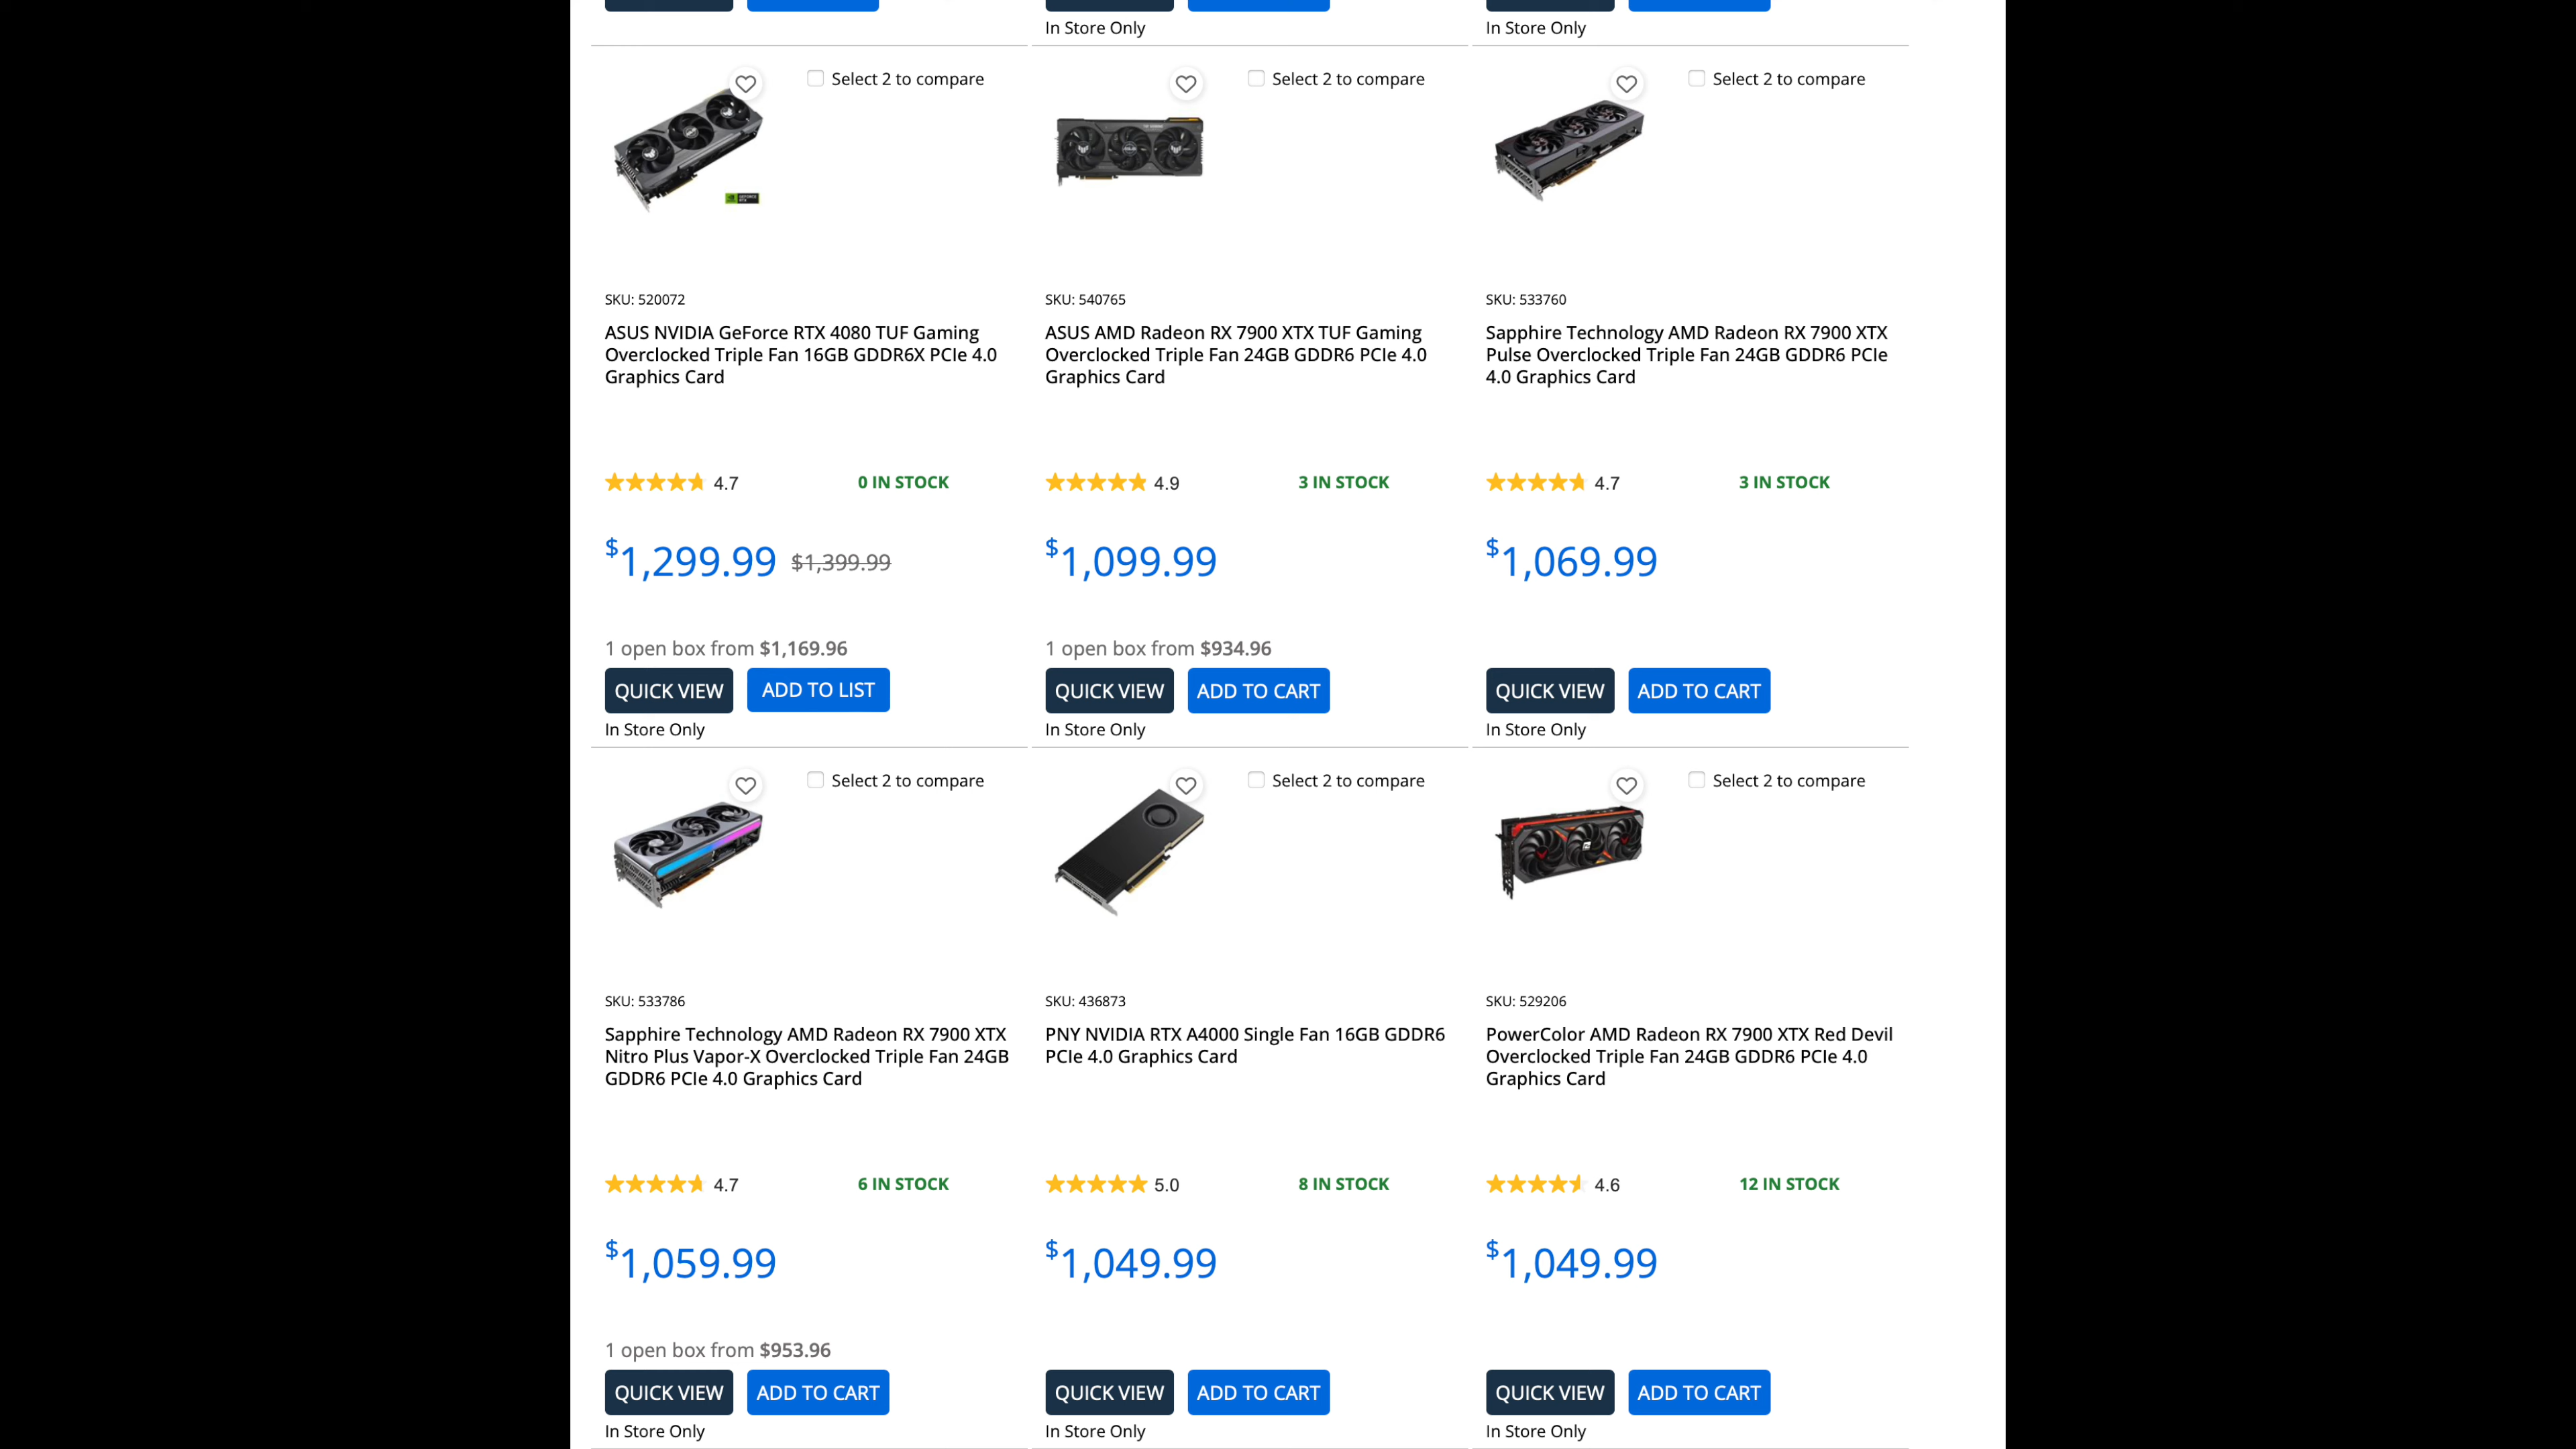 In Store Only
In Store Only
Select 2 to compare
Select 2 to compare
Select 2 to compare
SKU: 520072
ASUS NVIDIA GeForce RTX 4080 TUF Gaming
Overclocked Triple Fan 16GB GDDR6X PCIe 4.0
Graphics Card
4.7
0 IN STOCK
$1,299.99 $1,399.99
1 open box from $1,169.96
QUICK VIEW
ADD TO LIST
In Store Only
SKU: 540765
ASUS AMD Radeon RX 7900 XTX TUF Gaming
Overclocked Triple Fan 24GB GDDR6 PCIe 4.0
Graphics Card
4.9
3 IN STOCK
$1,099.99
1 open box from $934.96
QUICK VIEW
ADD TO CART
In Store Only
SKU: 533760
Sapphire Technology AMD Radeon RX 7900 XTX
Pulse Overclocked Triple Fan 24GB GDDR6 PCIe
4.0 Graphics Card
4.7
3 IN STOCK
$1,069.99
QUICK VIEW
ADD TO CART
In Store Only
Select 2 to compare
Select 2 to compare
Select 2 to compare
SKU: 533786
Sapphire Technology AMD Radeon RX 7900 XTX
Nitro Plus Vapor-X Overclocked Triple Fan 24GB
GDDR6 PCIe 4.0 Graphics Card
4.7
6 IN STOCK
$1,059.99
1 open box from $953.96
QUICK VIEW
ADD TO CART
In Store Only
SKU: 436873
PNY NVIDIA RTX A4000 Single Fan 16GB GDDR6
PCIe 4.0 Graphics Card
5.0
8 IN STOCK
$1,049.99
QUICK VIEW
ADD TO CART
In Store Only
SKU: 529206
PowerColor AMD Radeon RX 7900 XTX Red Devil
Overclocked Triple Fan 24GB GDDR6 PCIe 4.0
Graphics Card
4.6
12 IN STOCK
$1,049.99
QUICK VIEW
ADD TO CART
In Store Only